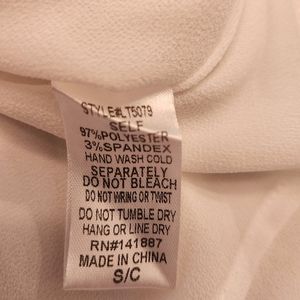 STYLE#LT5079
SELF
97%POLYESTER
3%SPANDEX
HAND WASH COLD
SEPARATELY
DO NOT BLEACH
DO NOT WRING OR TWIST
DO NOT TUMBLE DRY
HANG OR LINE DRY
RN#141887
MADE IN CHINA
S/C